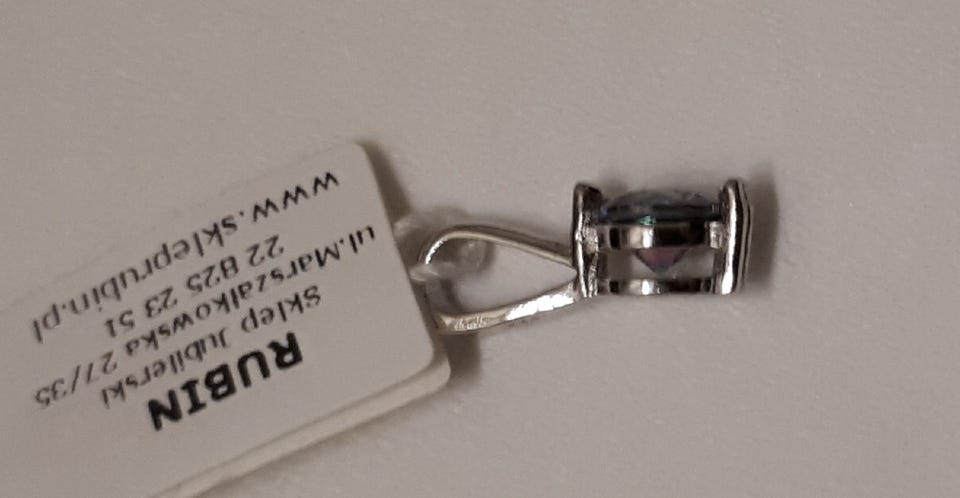 RUBIN
Sklep Jubilerski
ul.Marszałkowska 27/35
22 825 23 51
www.skleprubin.pl